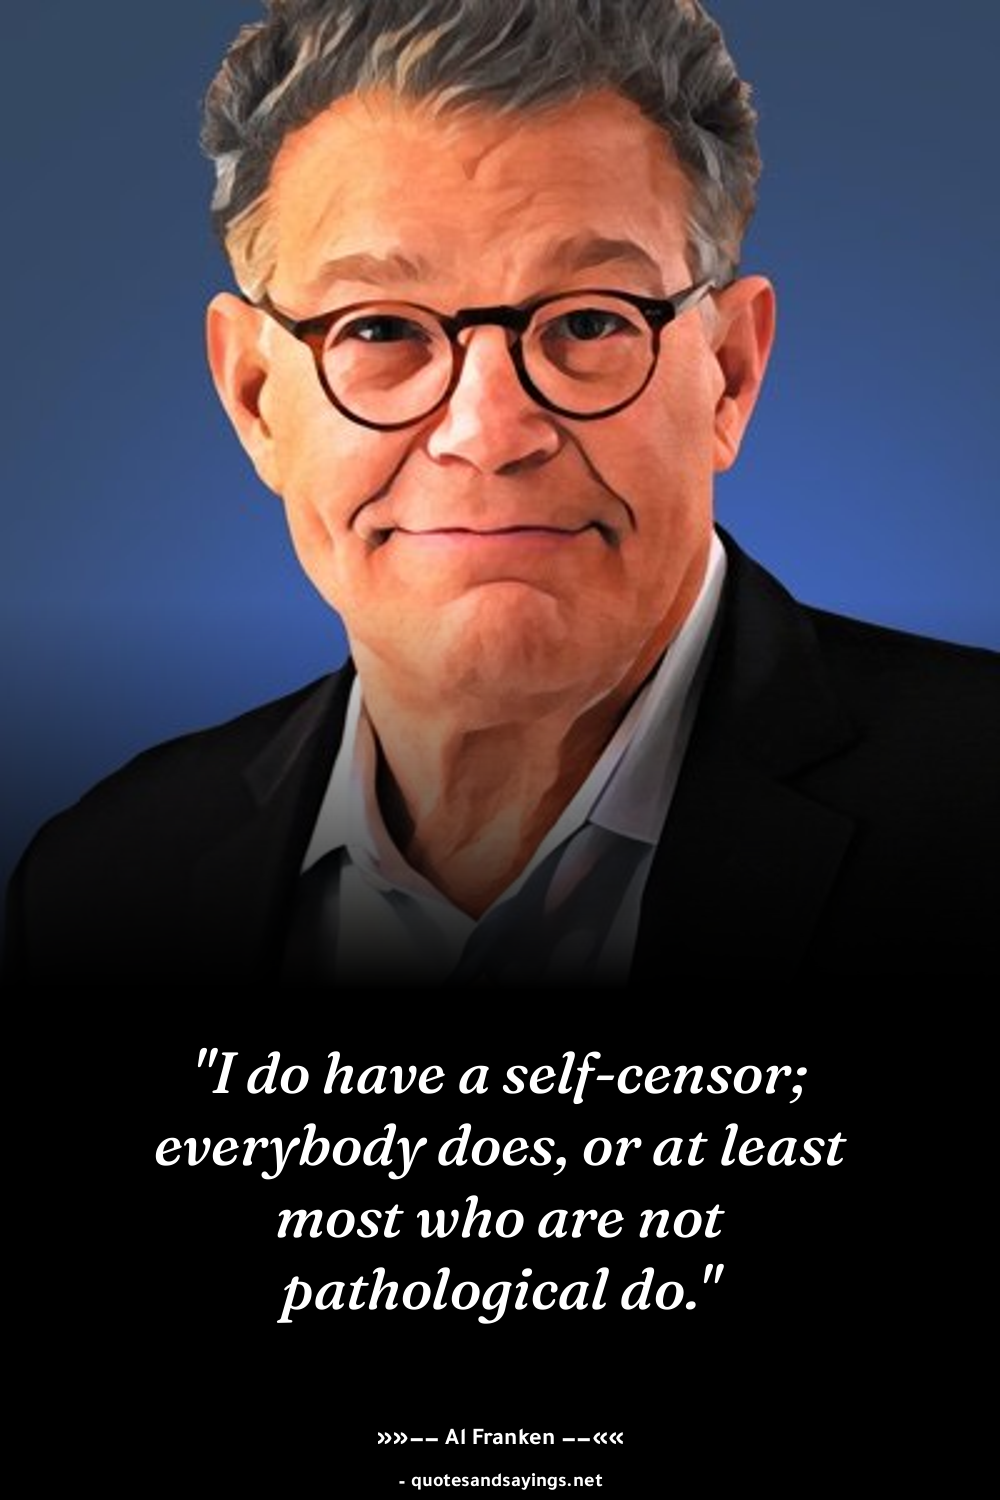 "I do have a self-censor;
everybody does, or at least
most who are not
pathological do."
»»–– Al Franken ––««
- quotesandsayings.net